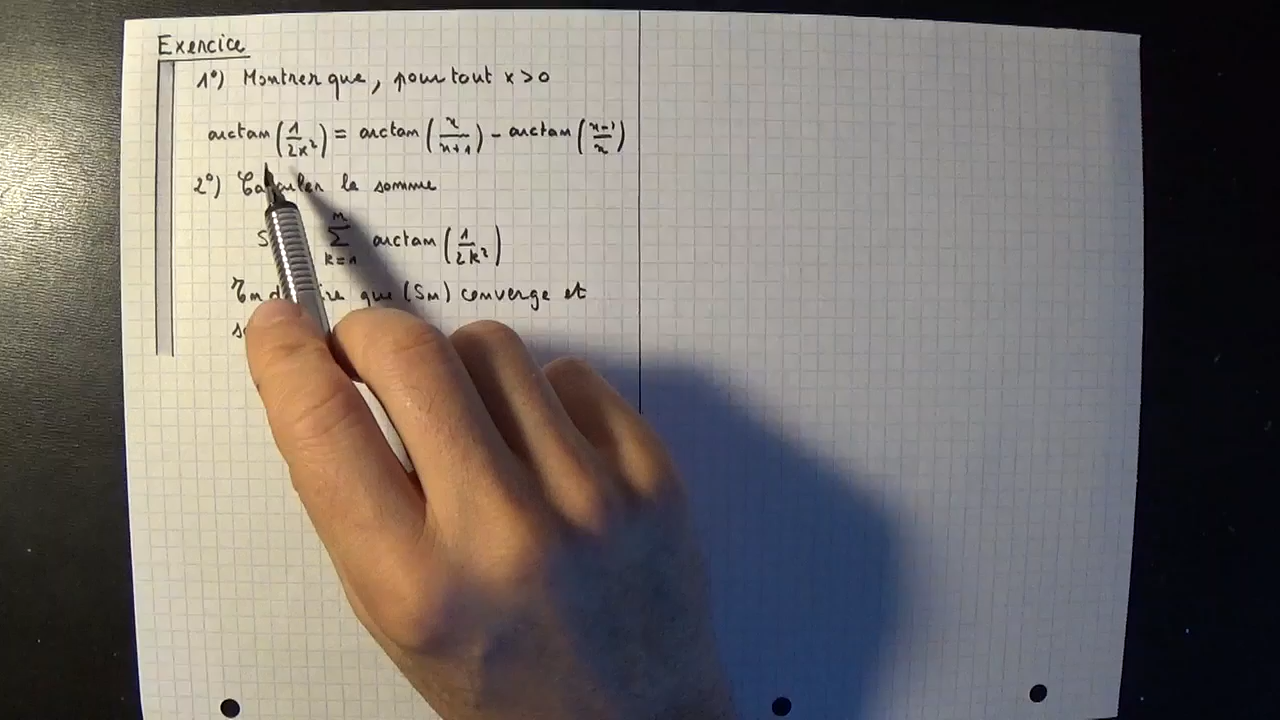 Exercice
1°) Montrer que, pour tout x > 0
arctan (1/2x²) = arctan (x/x+1) - arctan (x-1/x)
2°) Calculer la somme
S Σ n k=1 arctan (1/2k²)
que (Sn) converge et